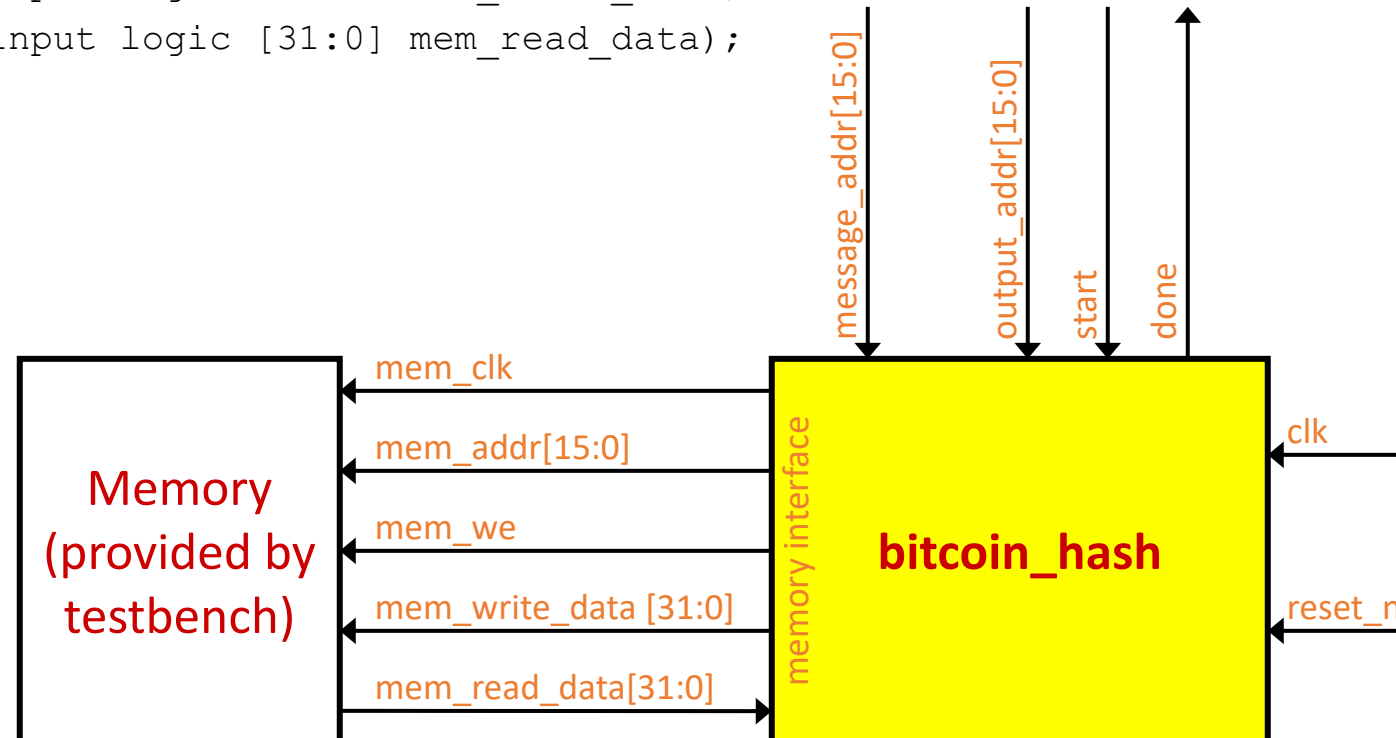 input logic [31:0] mem_read_data);
message_addr[15:0]
output_addr[15:0]
start
done
mem_clk
mem_addr[15:0]
mem_we
mem_write_data [31:0]
mem_read_data[31:0]
Memory
(provided by
testbench)
memory interface
bitcoin_hash
clk
reset_n